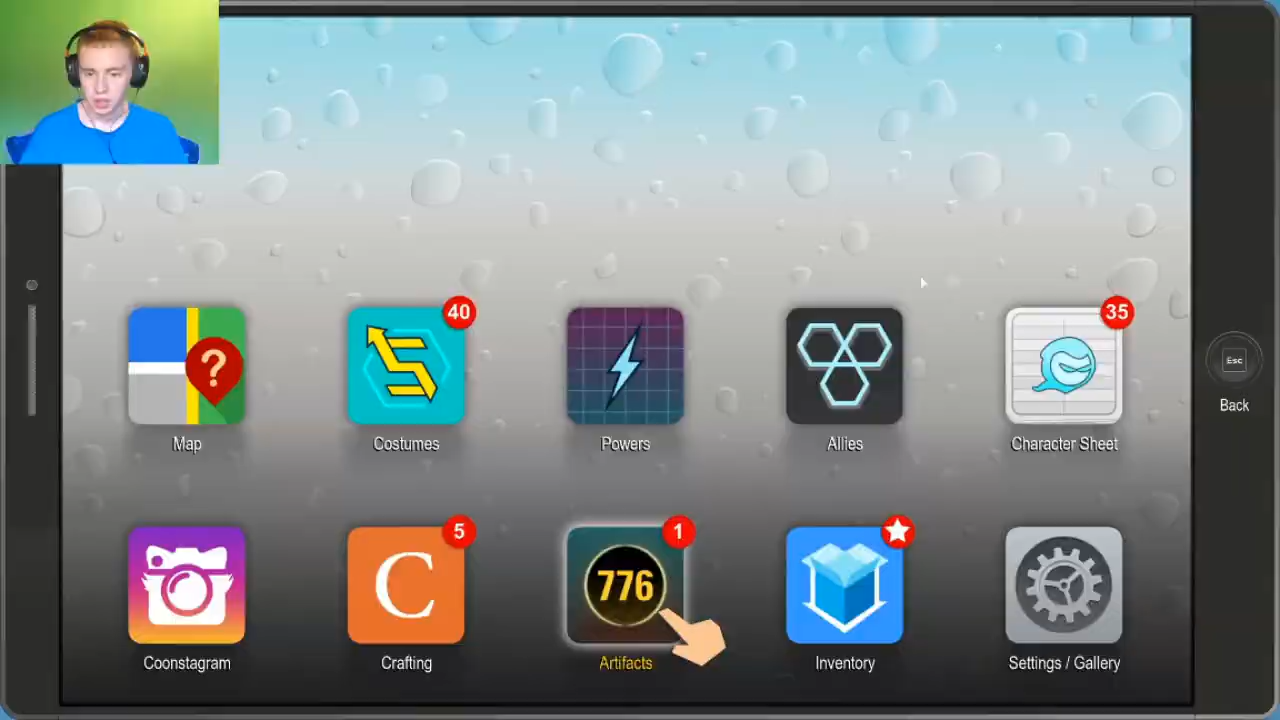 40
35
?
Map
Costumes
Powers
Allies
Character Sheet
Esc
Back
5
1
C
776
Coonstagram
Crafting
Artifacts
Inventory
Settings / Gallery